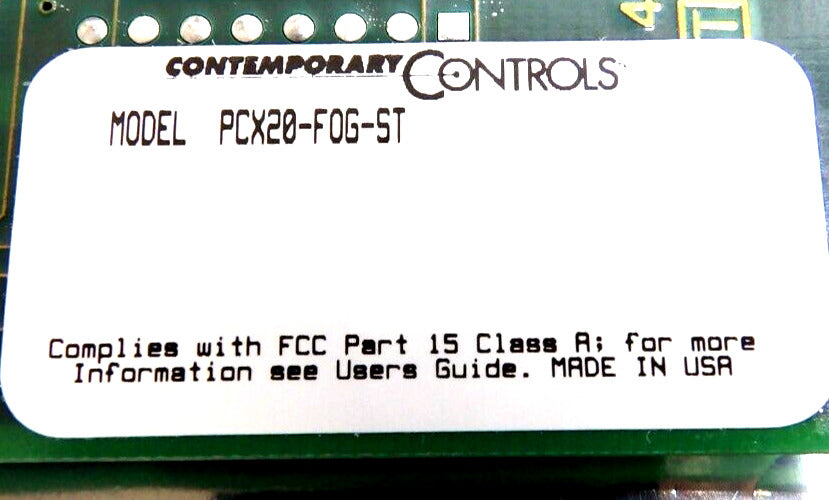 4
T
CONTEMPORARY CONTROLS
MODEL PCX20-FOG-ST
Complies with FCC Part 15 Class A; for more
Information see Users Guide. MADE IN USA